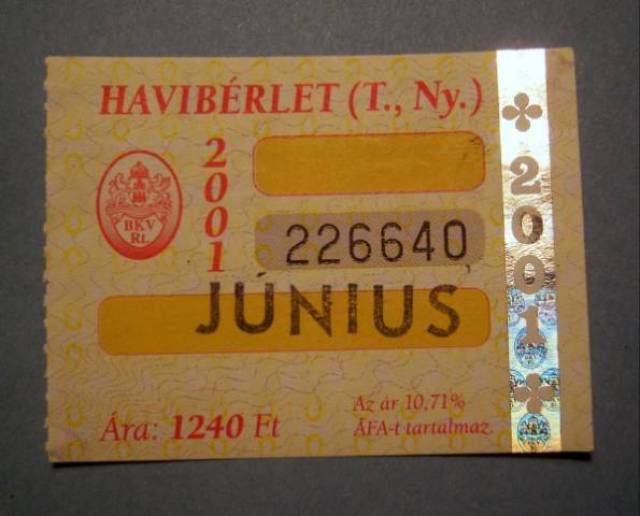 HAVIBÉRLET (T., Ny.)
2001
BKV
Rt.
226640
JÚNIUS
Ára: 1240 Ft
Az ár 10,71%
ÁFA-t tartalmaz.
2001